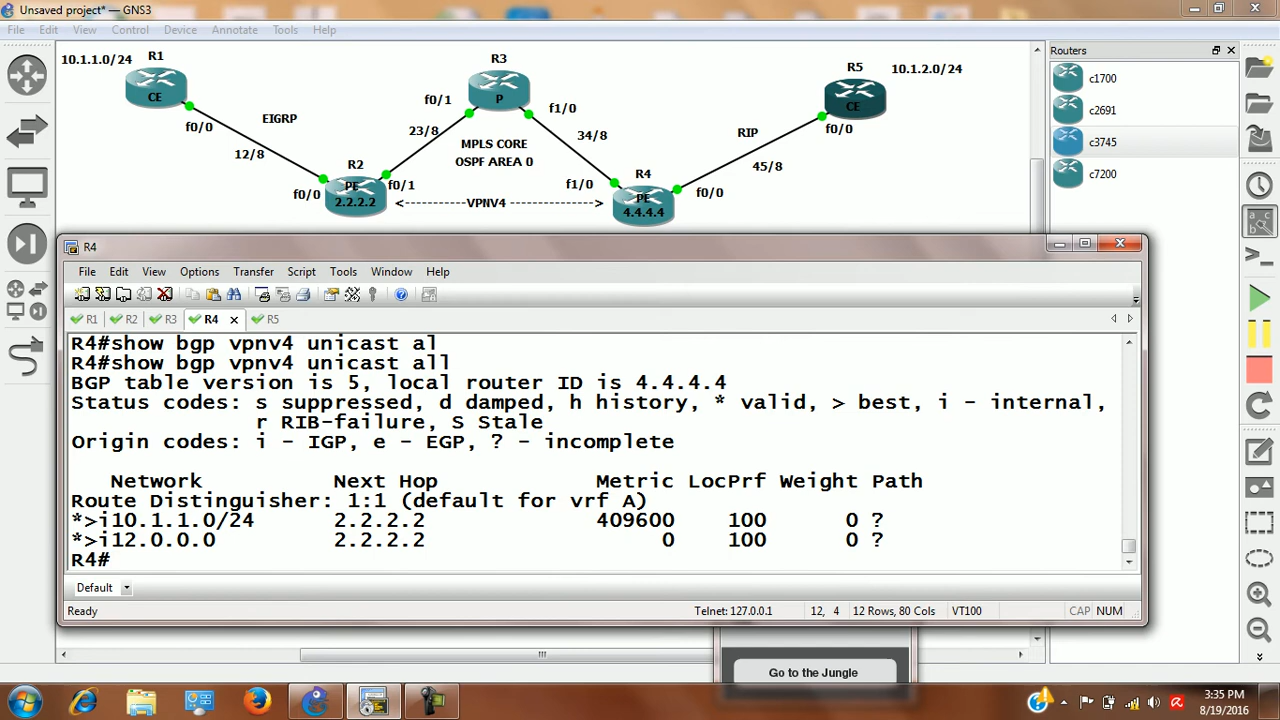 Unsaved project* — GNS3
File Edit View Control Device Annotate Tools Help
10.1.1.0/24
R1
CE
f0/0
EIGRP
12/8
f0/0
R2
PE
2.2.2.2
f0/1
23/8
f0/1
R3
P
f1/0
34/8
MPLS CORE
OSPF AREA 0
f1/0
<-------VPNV4 ------------>
R4
PE
4.4.4.4
f0/0
RIP
45/8
f0/0
R5
CE
10.1.2.0/24
Routers
c1700
c2691
c3745
c7200
R4
File Edit View Options Transfer Script Tools Window Help
R1 R2 R3 R4 R5
R4#show bgp vpnv4 unicast al
R4#show bgp vpnv4 unicast all
BGP table version is 5, local router ID is 4.4.4.4
Status codes: s suppressed, d damped, h history, * valid, > best, i - internal,
r RIB-failure, S Stale
Origin codes: i - IGP, e - EGP, ? - incomplete
Network Next Hop Metric LocPrf Weight Path
Route Distinguisher: 1:1 (default for vrf A)
*>i10.1.1.0/24 2.2.2.2 409600 100 0 ?
*>i12.0.0.0 2.2.2.2 0 100 0 ?
R4#
Default
Ready Telnet: 127.0.0.1 12, 4 12 Rows, 80 Cols VT100 CAP NUM
Go to the Jungle
3:35 PM
8/19/2016